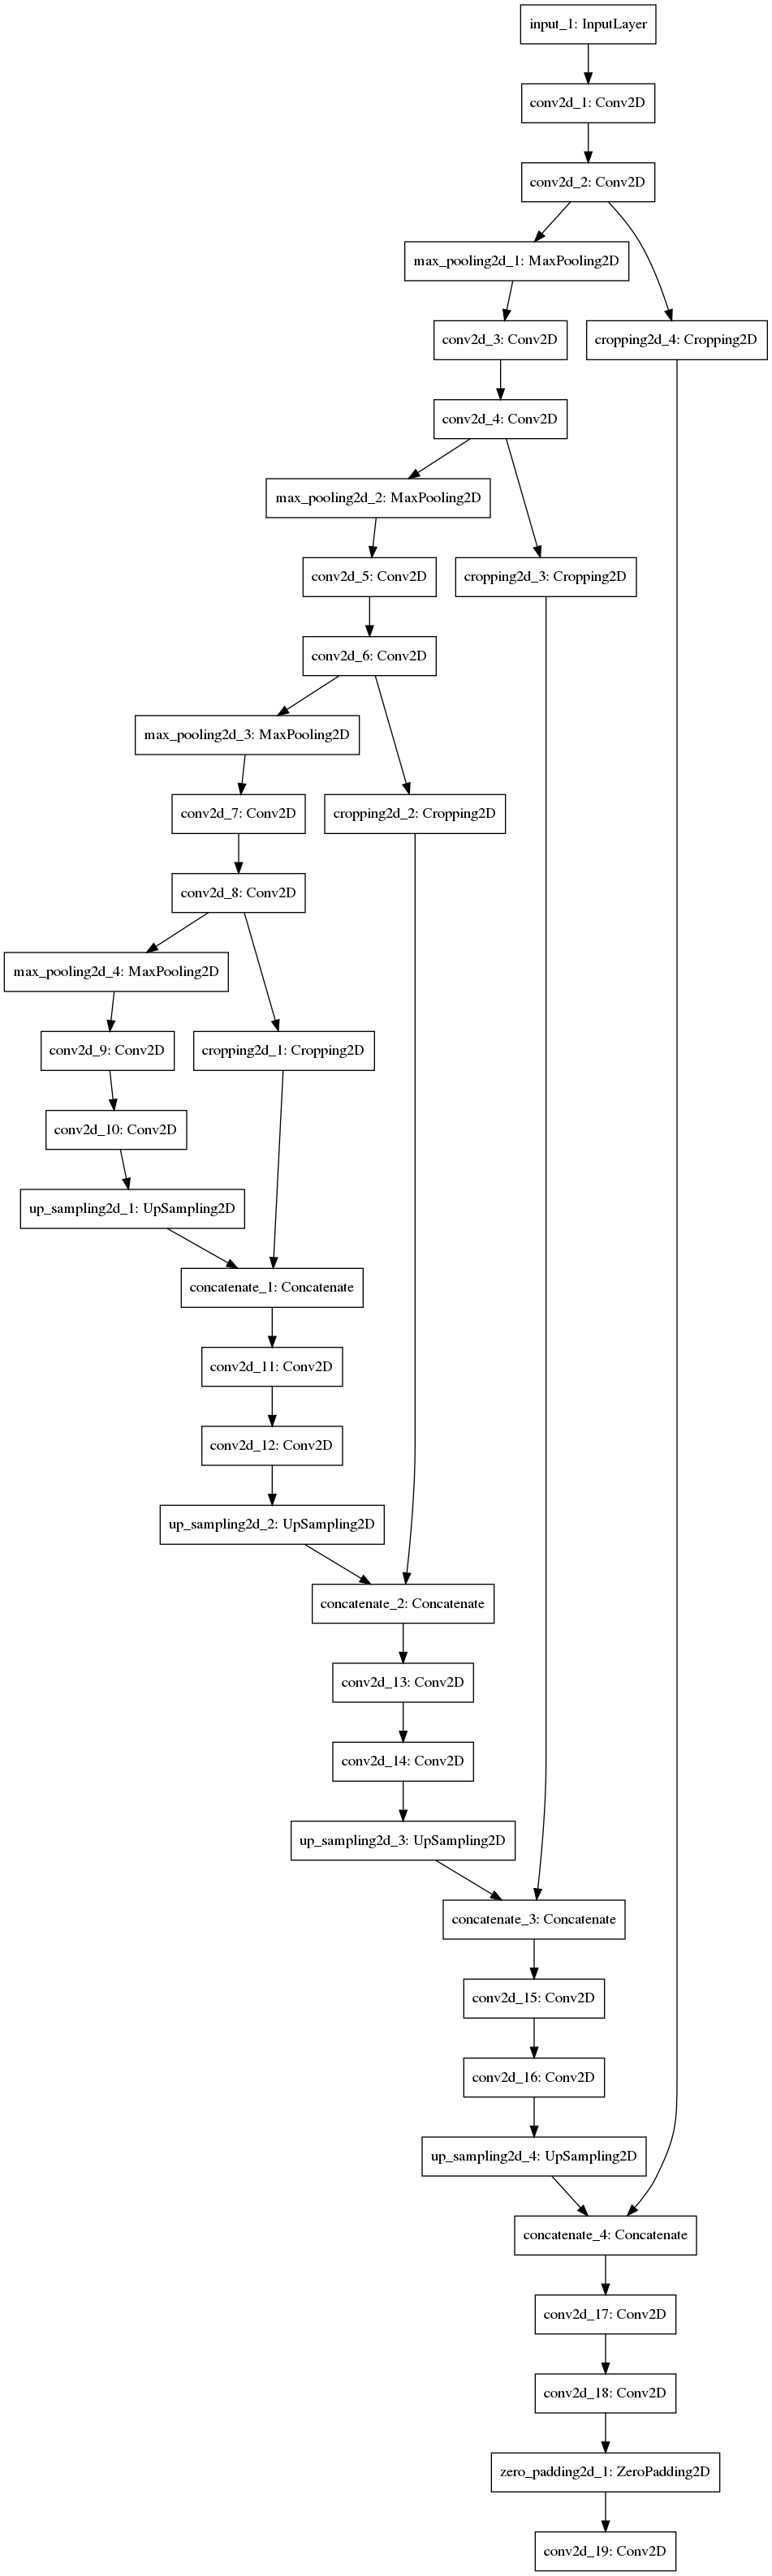 input_1: InputLayer
conv2d_1: Conv2D
conv2d_2: Conv2D
max_pooling2d_1: MaxPooling2D
conv2d_3: Conv2D
cropping2d_4: Cropping2D
conv2d_4: Conv2D
max_pooling2d_2: MaxPooling2D
conv2d_5: Conv2D
cropping2d_3: Cropping2D
conv2d_6: Conv2D
max_pooling2d_3: MaxPooling2D
conv2d_7: Conv2D
cropping2d_2: Cropping2D
conv2d_8: Conv2D
max_pooling2d_4: MaxPooling2D
conv2d_9: Conv2D
cropping2d_1: Cropping2D
conv2d_10: Conv2D
up_sampling2d_1: UpSampling2D
concatenate_1: Concatenate
conv2d_11: Conv2D
conv2d_12: Conv2D
up_sampling2d_2: UpSampling2D
concatenate_2: Concatenate
conv2d_13: Conv2D
conv2d_14: Conv2D
up_sampling2d_3: UpSampling2D
concatenate_3: Concatenate
conv2d_15: Conv2D
conv2d_16: Conv2D
up_sampling2d_4: UpSampling2D
concatenate_4: Concatenate
conv2d_17: Conv2D
conv2d_18: Conv2D
zero_padding2d_1: ZeroPadding2D
conv2d_19: Conv2D